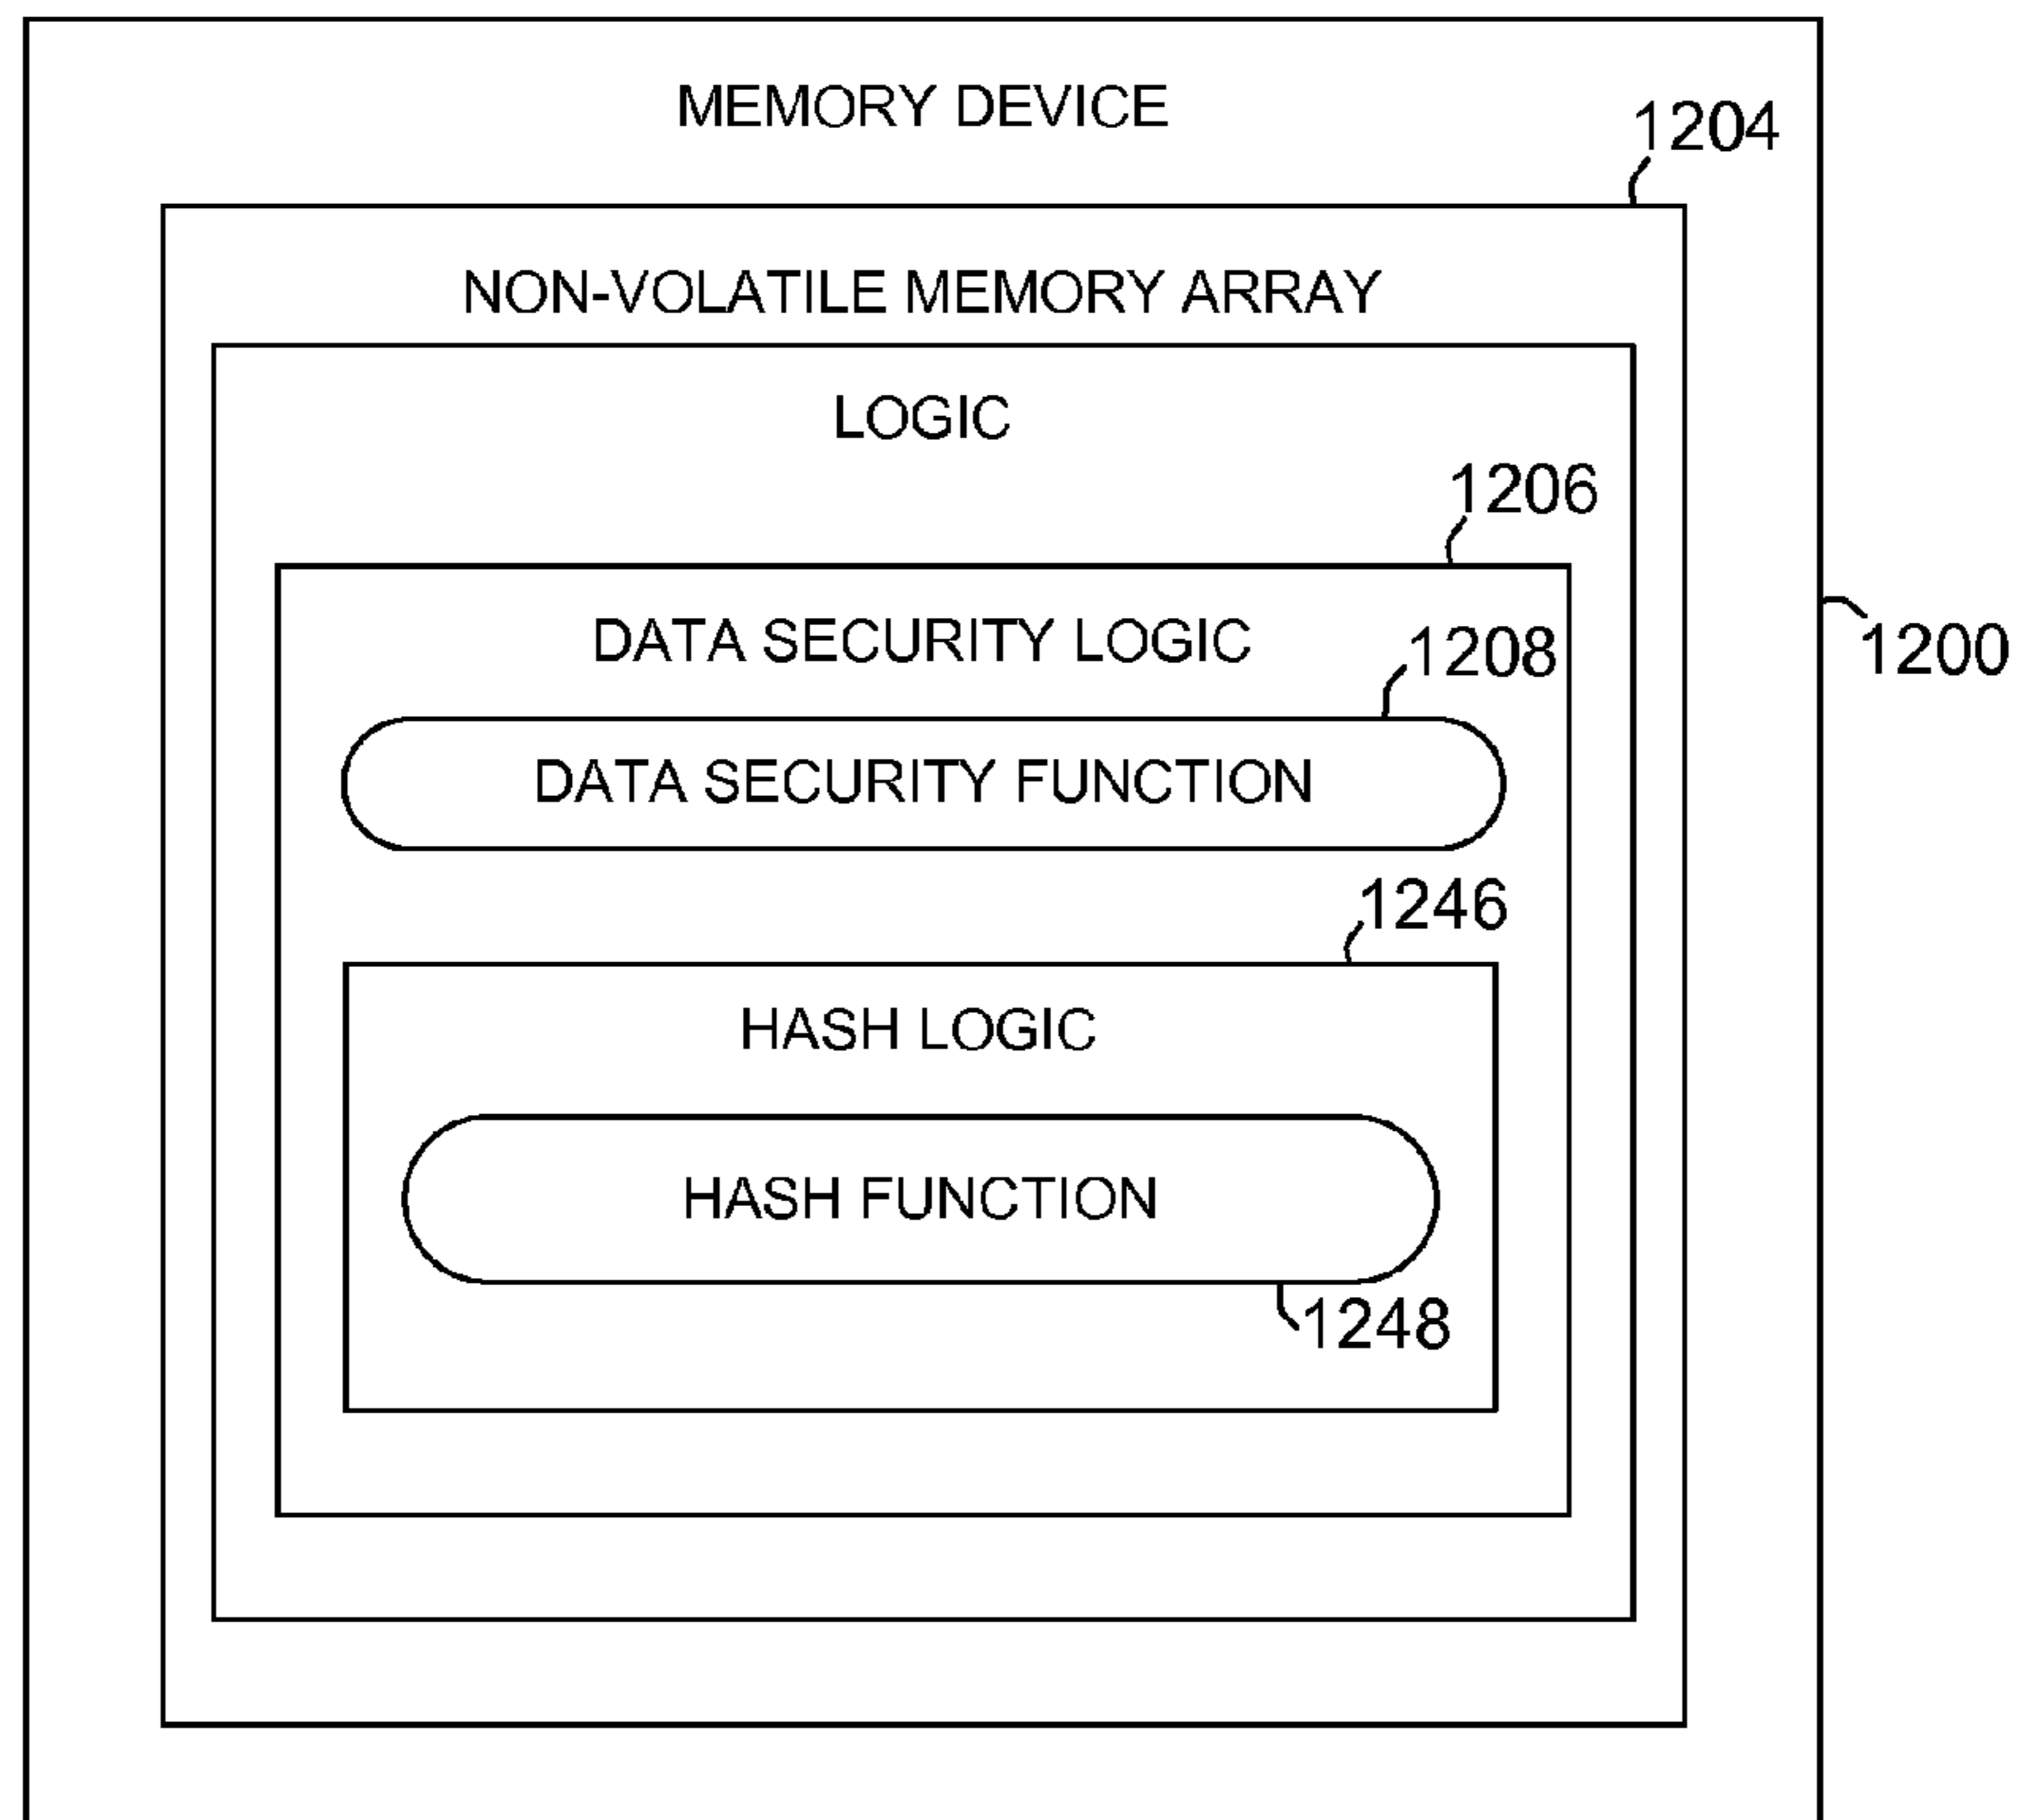 MEMORY DEVICE
1204
NON-VOLATILE MEMORY ARRAY
LOGIC
1206
DATA SECURITY LOGIC
1208
1200
DATA SECURITY FUNCTION
1246
HASH LOGIC
HASH FUNCTION
1248